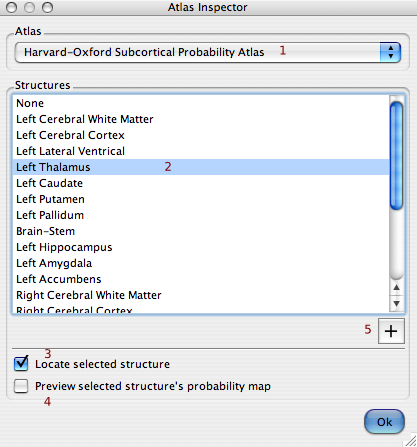 Atlas Inspector
Atlas
Harvard-Oxford Subcortical Probability Atlas 1
Structures
None
Left Cerebral White Matter
Left Cerebral Cortex
Left Lateral Ventrical
Left Thalamus 2
Left Caudate
Left Putamen
Left Pallidum
Brain-Stem
Left Hippocampus
Left Amygdala
Left Accumbens
Right Cerebral White Matter
Right Cerebral Cortex
5 +
3
Locate selected structure
Preview selected structure's probability map
4
Ok